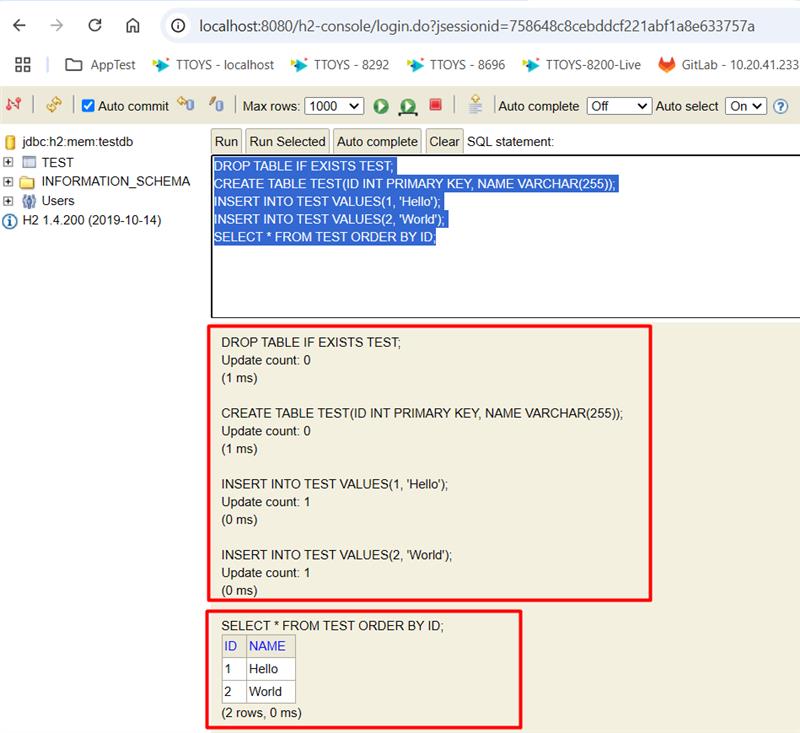 localhost:8080/h2-console/login.do?jsessionid=758648c8cebddcf221abf1a8e633757a
AppTest TTOYS - localhost TTOYS - 8292 TTOYS - 8696 TTOYS-8200-Live GitLab - 10.20.41.233
Auto commit Max rows: 1000 Auto complete Off Auto select On
jdbc:h2:mem:testdb
TEST
INFORMATION_SCHEMA
Users
H2 1.4.200 (2019-10-14)
Run Run Selected Auto complete Clear SQL statement:
DROP TABLE IF EXISTS TEST;
CREATE TABLE TEST(ID INT PRIMARY KEY, NAME VARCHAR(255));
INSERT INTO TEST VALUES(1, 'Hello');
INSERT INTO TEST VALUES(2, 'World');
SELECT * FROM TEST ORDER BY ID;
DROP TABLE IF EXISTS TEST;
Update count: 0
(1 ms)
CREATE TABLE TEST(ID INT PRIMARY KEY, NAME VARCHAR(255));
Update count: 0
(1 ms)
INSERT INTO TEST VALUES(1, 'Hello');
Update count: 1
(0 ms)
INSERT INTO TEST VALUES(2, 'World');
Update count: 1
(0 ms)
SELECT * FROM TEST ORDER BY ID;
ID NAME
1 Hello
2 World
(2 rows, 0 ms)